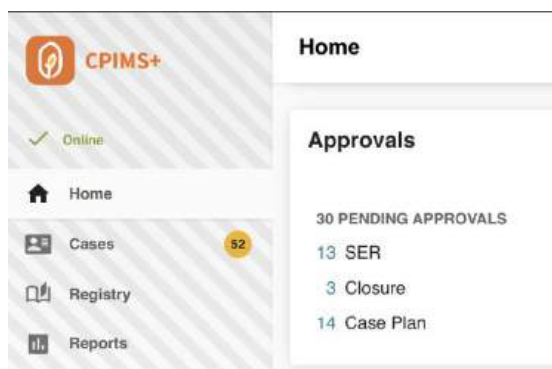 CPIMS+
Online
Home
Cases 52
Registry
Reports
Home
Approvals
30 PENDING APPROVALS
13 SER
3 Closure
14 Case Plan